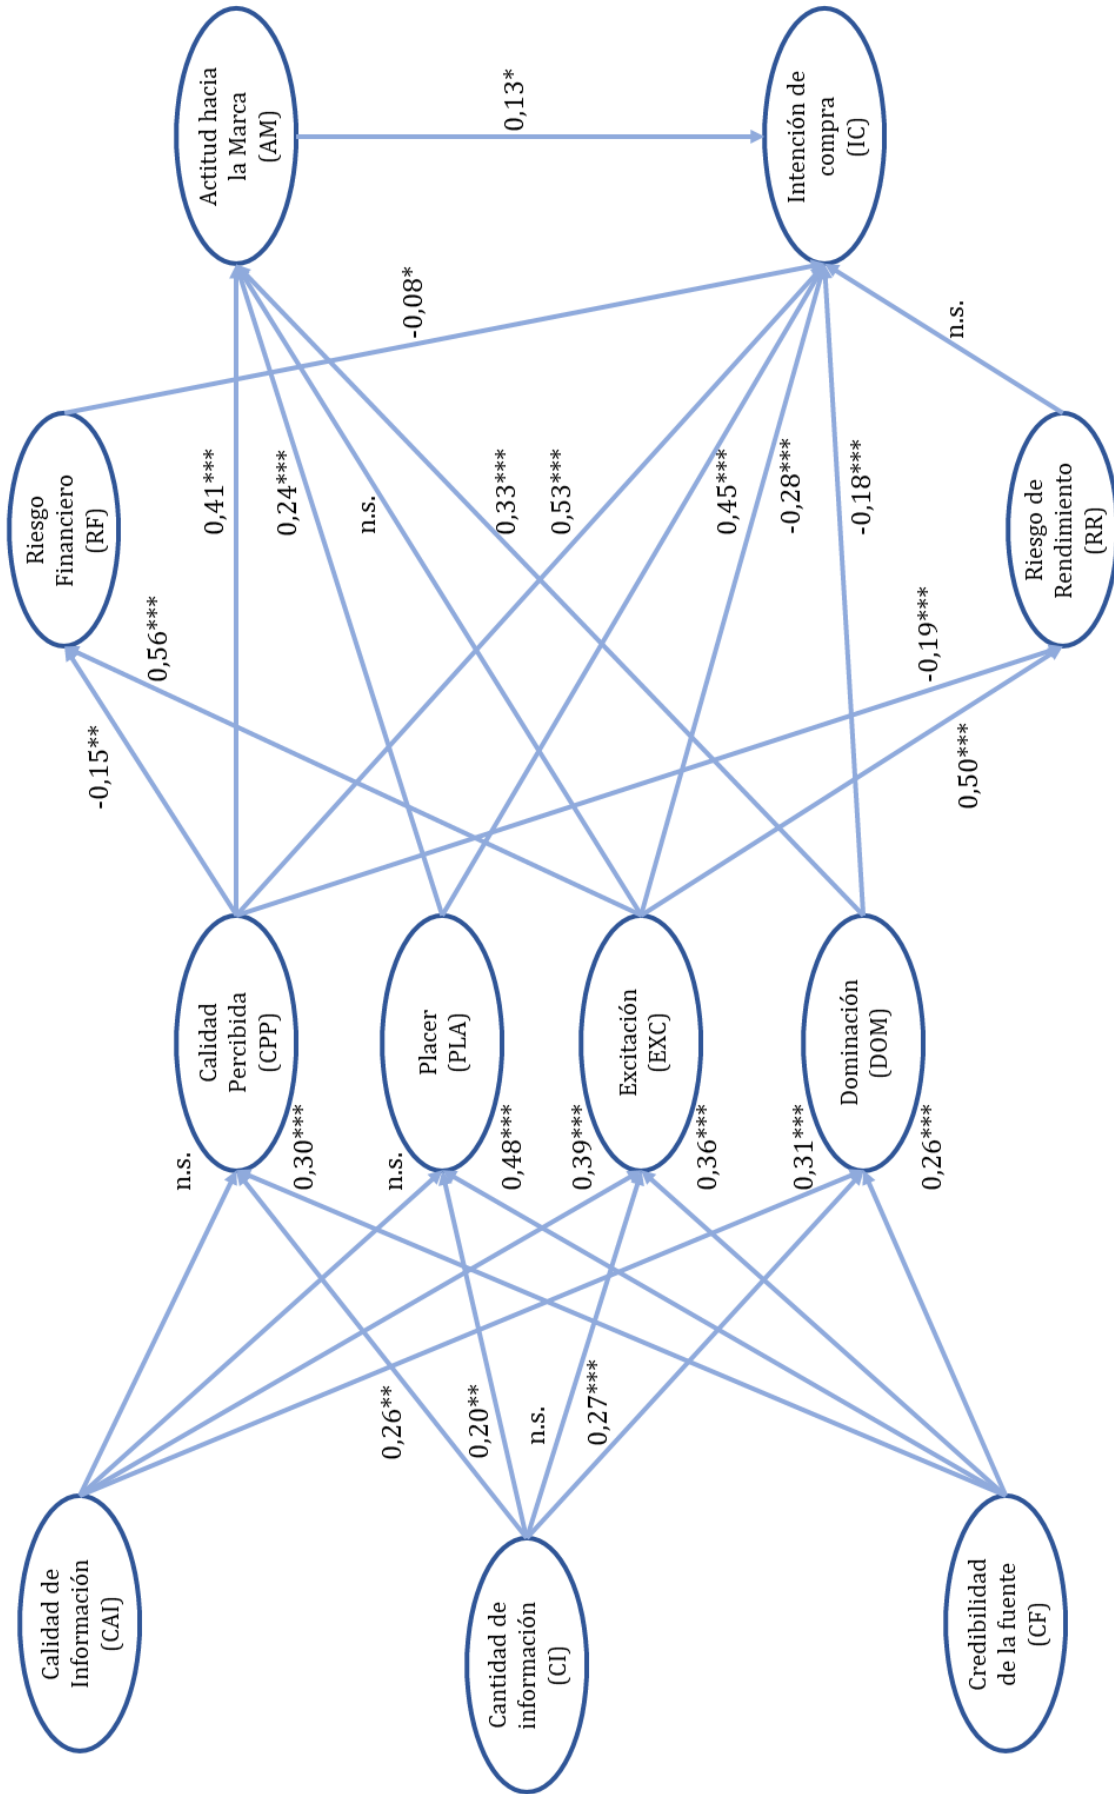 Calidad de
Información
(CAI)
Cantidad de
información
(CI)
Credibilidad
de la fuente
(CF)
0,26**
0,20**
n.s.
0,27***
n.s.
0,30***
n.s.
0,48***
0,39***
0,36***
0,31***
0,26***
Calidad
Percibida
(CPP)
Placer
(PLA)
Excitación
(EXC)
Dominación
(DOM)
-0,15**
0,56***
0,50***
-0,19***
Riesgo
Financiero
(RF)
0,41***
0,24***
n.s.
0,33***
0,53***
0,45***
-0,28***
-0,18***
Riesgo de
Rendimiento
(RR)
-0,08*
n.s.
Actitud hacia
la Marca
(AM)
0,13*
Intención de
compra
(IC)